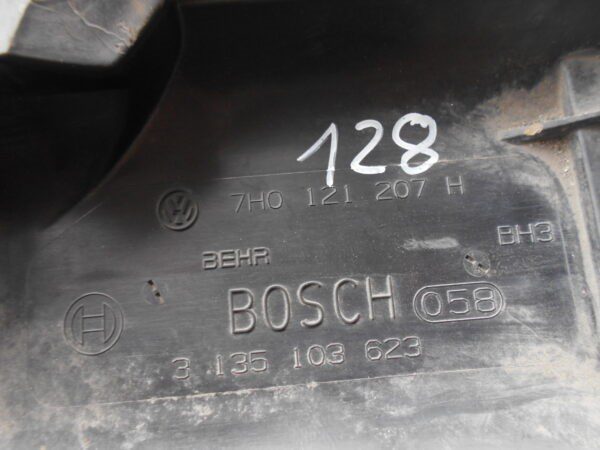 128
7H0 121 207 H
BEHR BH3
BOSCH 058
3 135 103 623